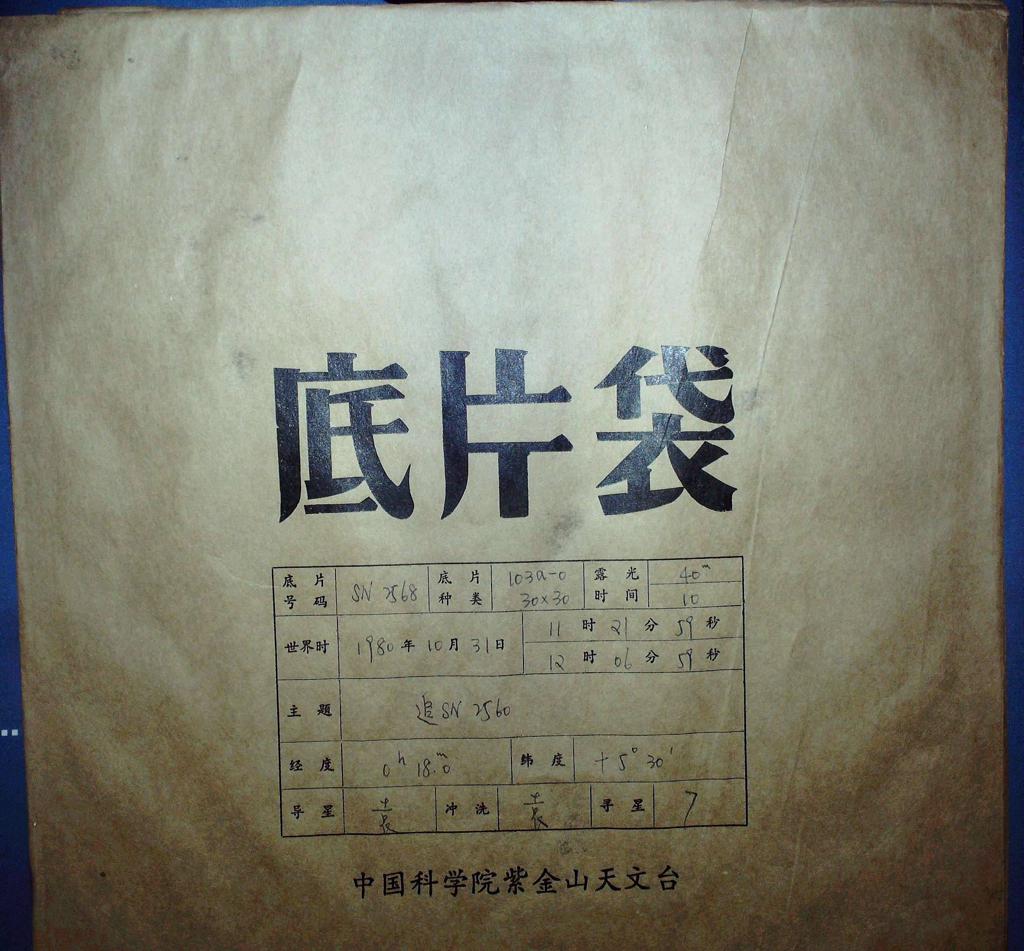 底片袋
底片号码 SN 2568 底片种类 103a-0 30×30 露光时间 40ᵐ 10
世界时 1980年10月31日 11时21分59秒
12时06分59秒
主题 追SN 2560
经度 0ʰ 18.ᵐ0 纬度 +5° 30′
导星 冲洗 寻星 7
中国科学院紫金山天文台